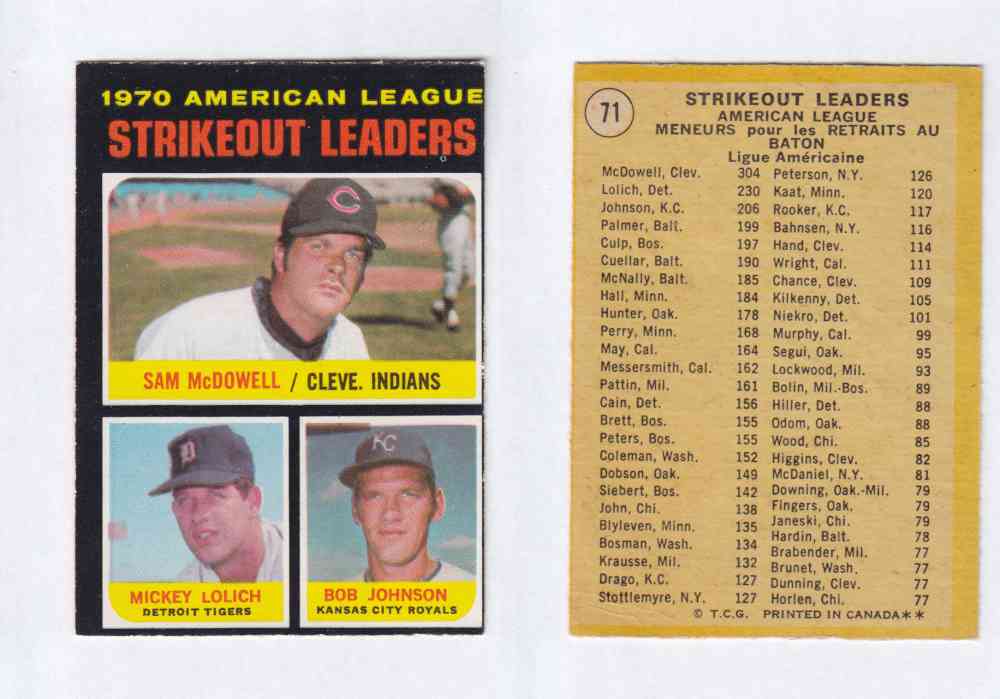 1970 AMERICAN LEAGUE
STRIKEOUT LEADERS
C
SAM McDOWELL / CLEVE. INDIANS
D
MICKEY LOLICH
DETROIT TIGERS
KC
BOB JOHNSON
KANSAS CITY ROYALS
71
STRIKEOUT LEADERS
AMERICAN LEAGUE
MENEURS pour les RETRAITS AU
BATON
Ligue Américaine
McDowell, Clev. 304 Peterson, N.Y. 126
Lolich, Det. 230 Kaat, Minn. 120
Johnson, K.C. 206 Rooker, K.C. 117
Palmer, Balt. 199 Bahnsen, N.Y. 116
Culp, Bos. 197 Hand, Clev. 114
Cuellar, Balt. 190 Wright, Cal. 111
McNally, Balt. 185 Chance, Clev. 109
Hall, Minn. 184 Kilkenny, Det. 105
Hunter, Oak. 178 Niekro, Det. 101
Perry, Minn. 168 Murphy, Cal. 99
May, Cal. 164 Segui, Oak. 95
Messersmith, Cal. 162 Lockwood, Mil. 93
Pattin, Mil. 161 Bolin, Mil.-Bos. 89
Cain, Det. 156 Hiller, Det. 88
Brett, Bos. 155 Odom, Oak. 88
Peters, Bos. 155 Wood, Chi. 85
Coleman, Wash. 152 Higgins, Clev. 82
Dobson, Oak. 149 McDaniel, N.Y. 81
Siebert, Bos. 142 Downing, Oak.-Mil. 79
John, Chi. 138 Fingers, Oak. 79
Blyleven, Minn. 135 Janeski, Chi. 79
Bosman, Wash. 134 Hardin, Balt. 78
Krausse, Mil. 132 Brabender, Mil. 77
Drago, K.C. 127 Brunet, Wash. 77
Stottlemyre, N.Y. 127 Dunning, Clev. 77
Horlen, Chi. 77
© T.C.G. PRINTED IN CANADA**